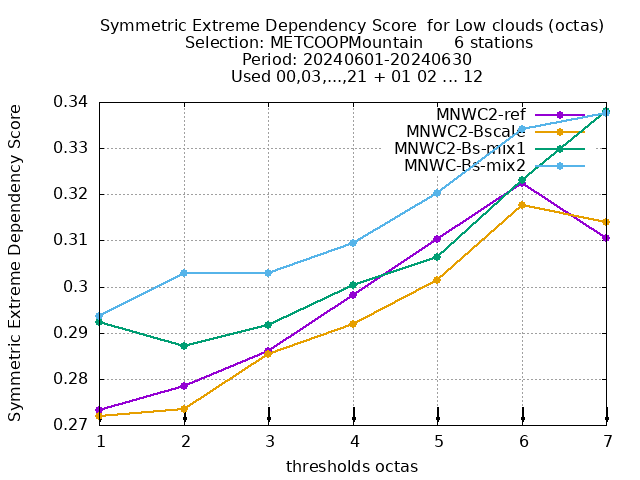 Symmetric Extreme Dependency Score  for Low clouds (octas)
Selection: METCOOPMountain      6 stations
Period: 20240601-20240630
Used 00,03,...,21 + 01 02 ... 12
MNWC2-ref
MNWC2-Bscale
MNWC2-Bs-mix1
MNWC-Bs-mix2
Symmetric Extreme Dependency Score
0.34
0.33
0.32
0.31
0.3
0.29
0.28
0.27
1 2 3 4 5 6 7
thresholds octas